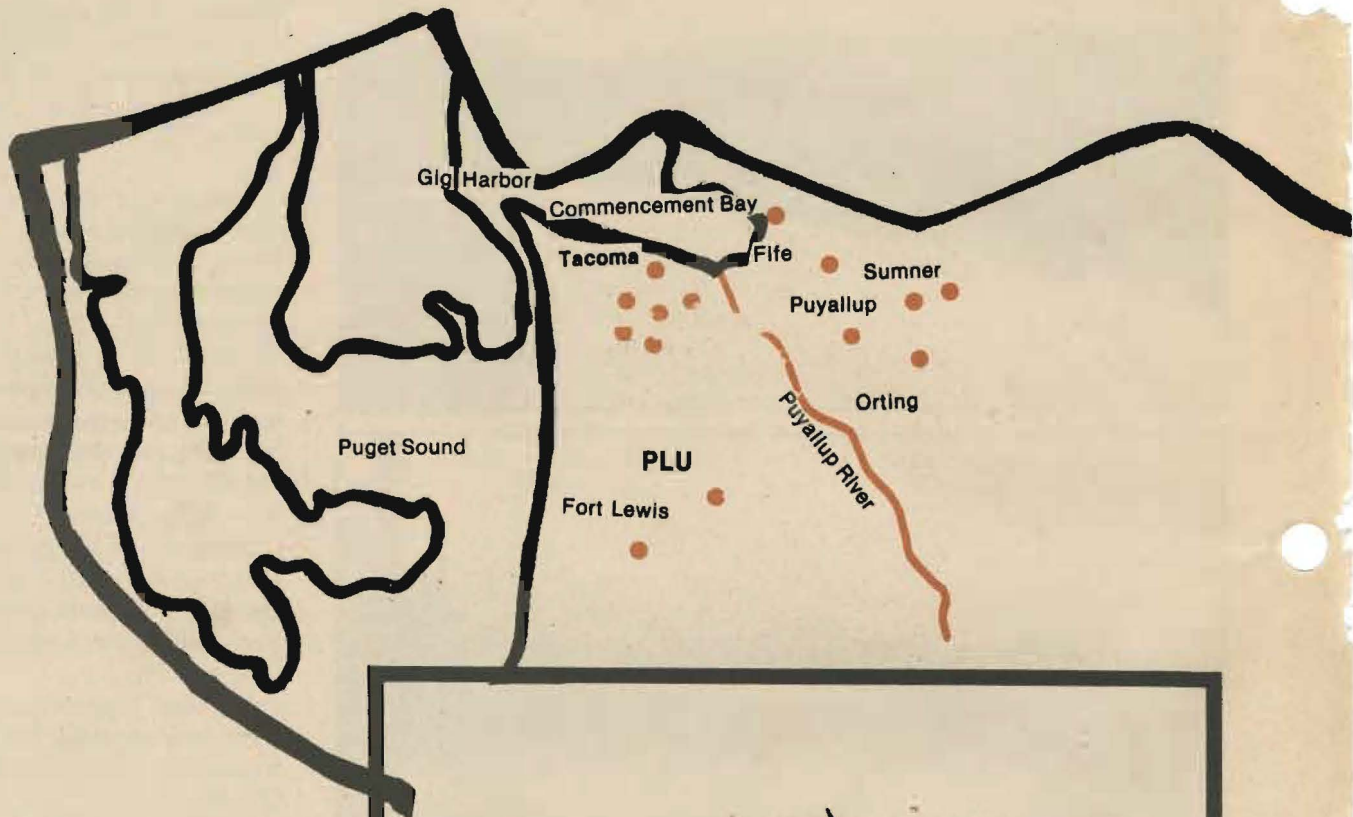 Gig Harbor
Commencement Bay
Tacoma
Fife
Sumner
Puyallup
Orting
Puyallup River
Puget Sound
PLU
Fort Lewis